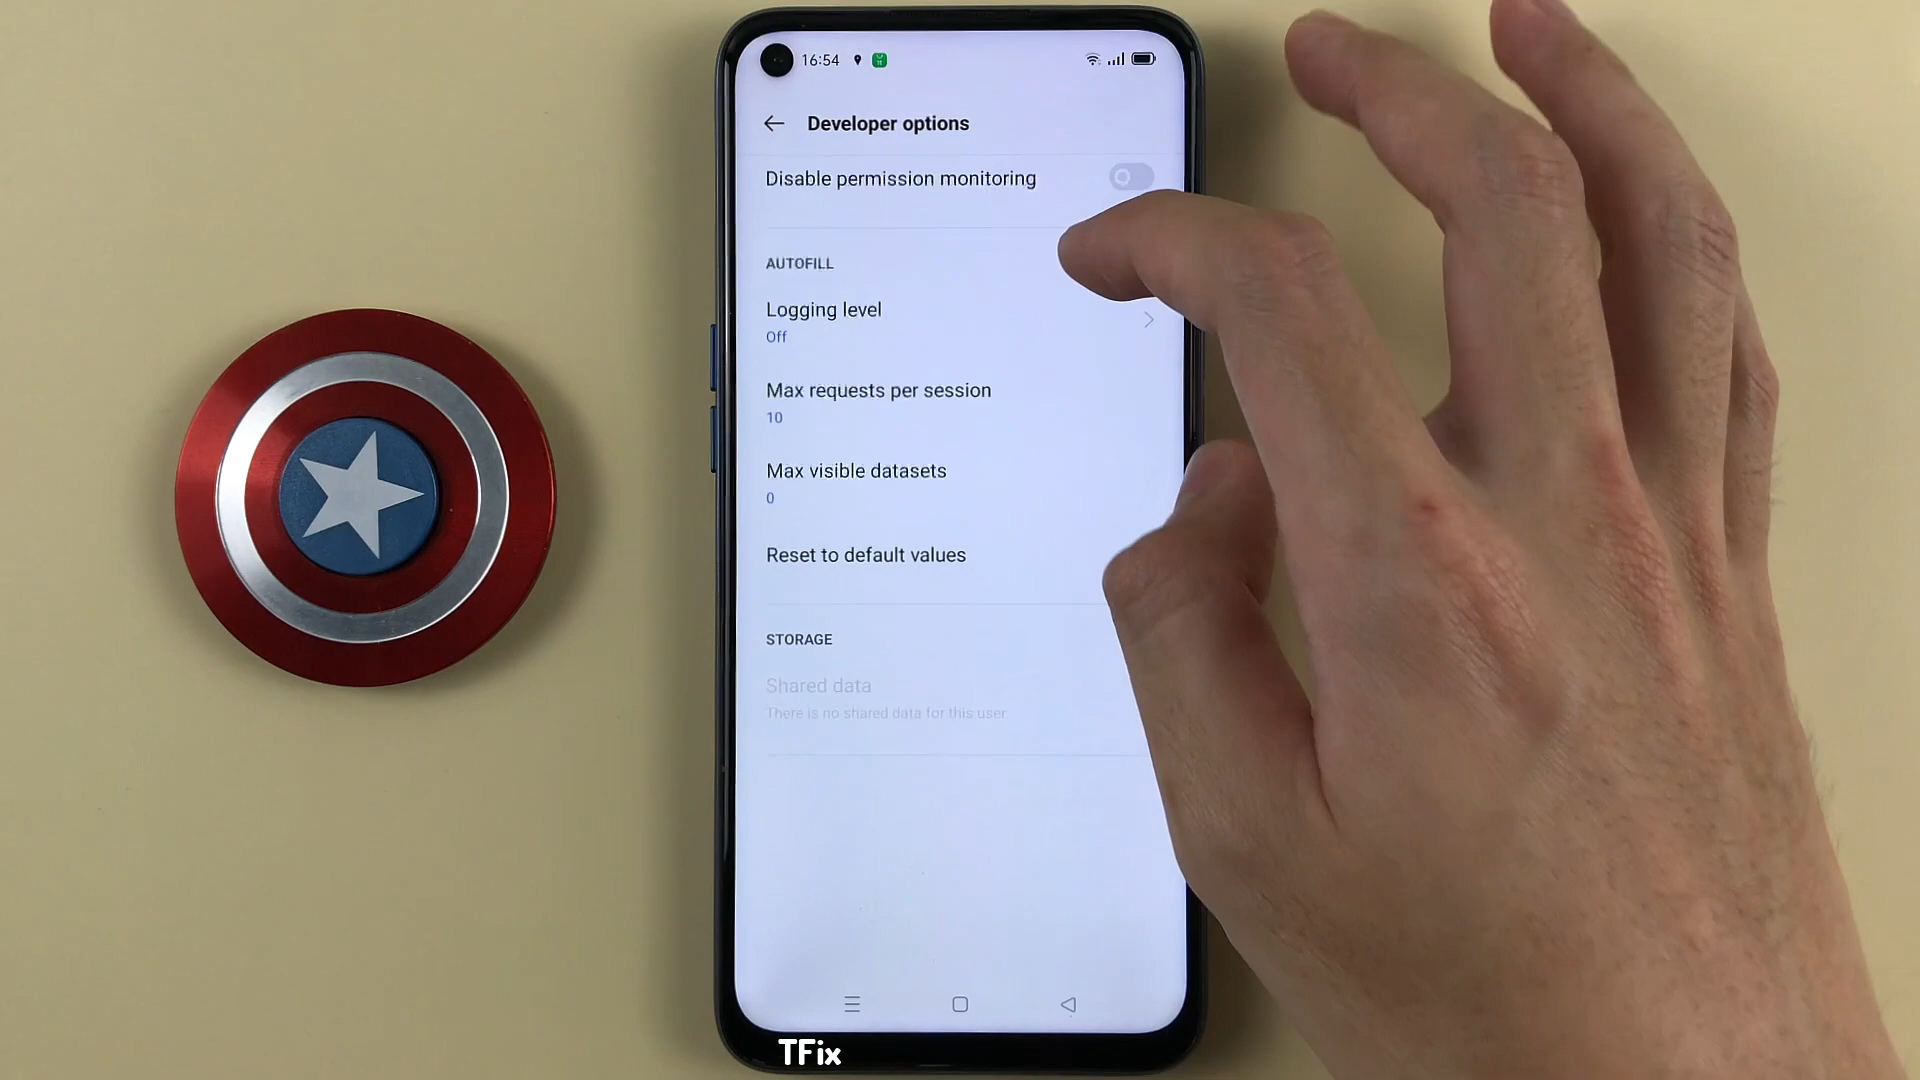 16:54
Developer options
Disable permission monitoring
AUTOFILL
Logging level
Off
Max requests per session
10
Max visible datasets
0
Reset to default values
STORAGE
Shared data
There is no shared data for this user
TFix